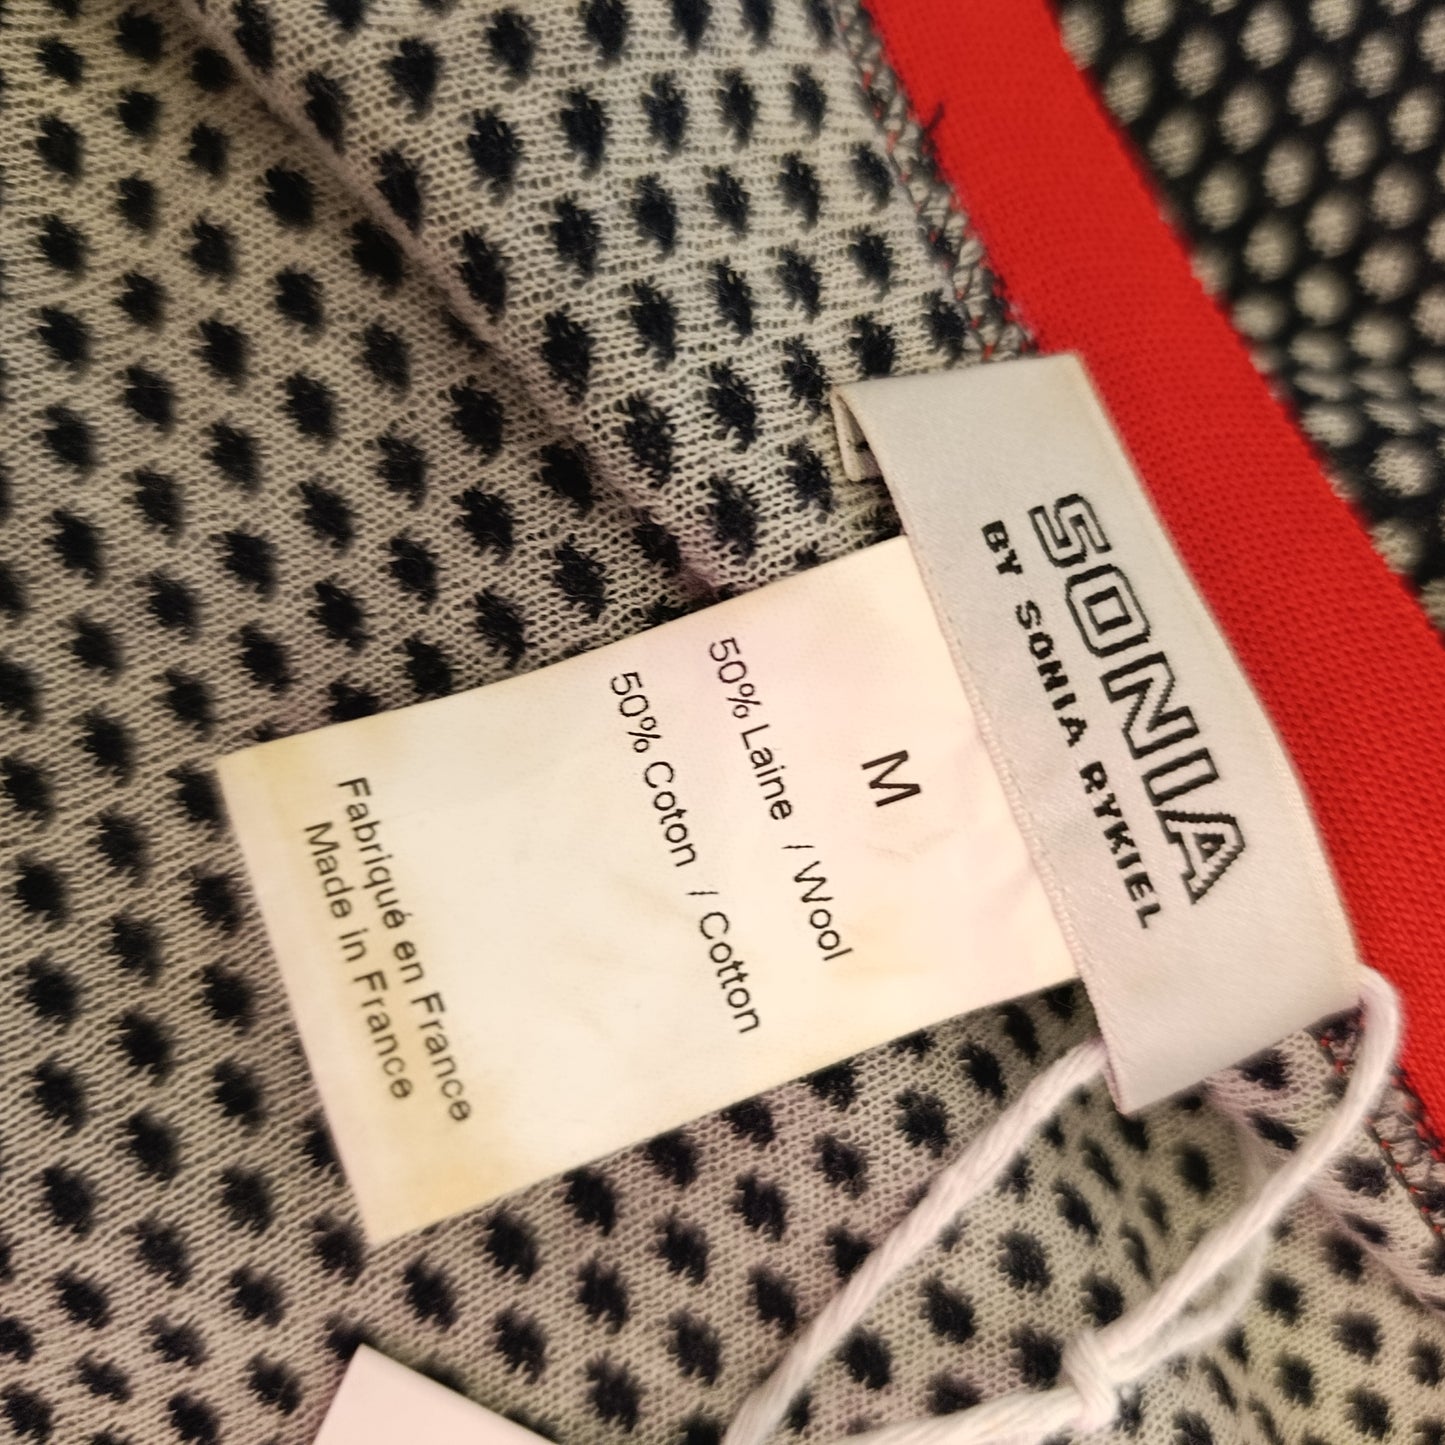 SONIA
BY SONIA RYKIEL
M
50% Laine / Wool
50% Coton / Cotton
Fabriqué en France
Made in France